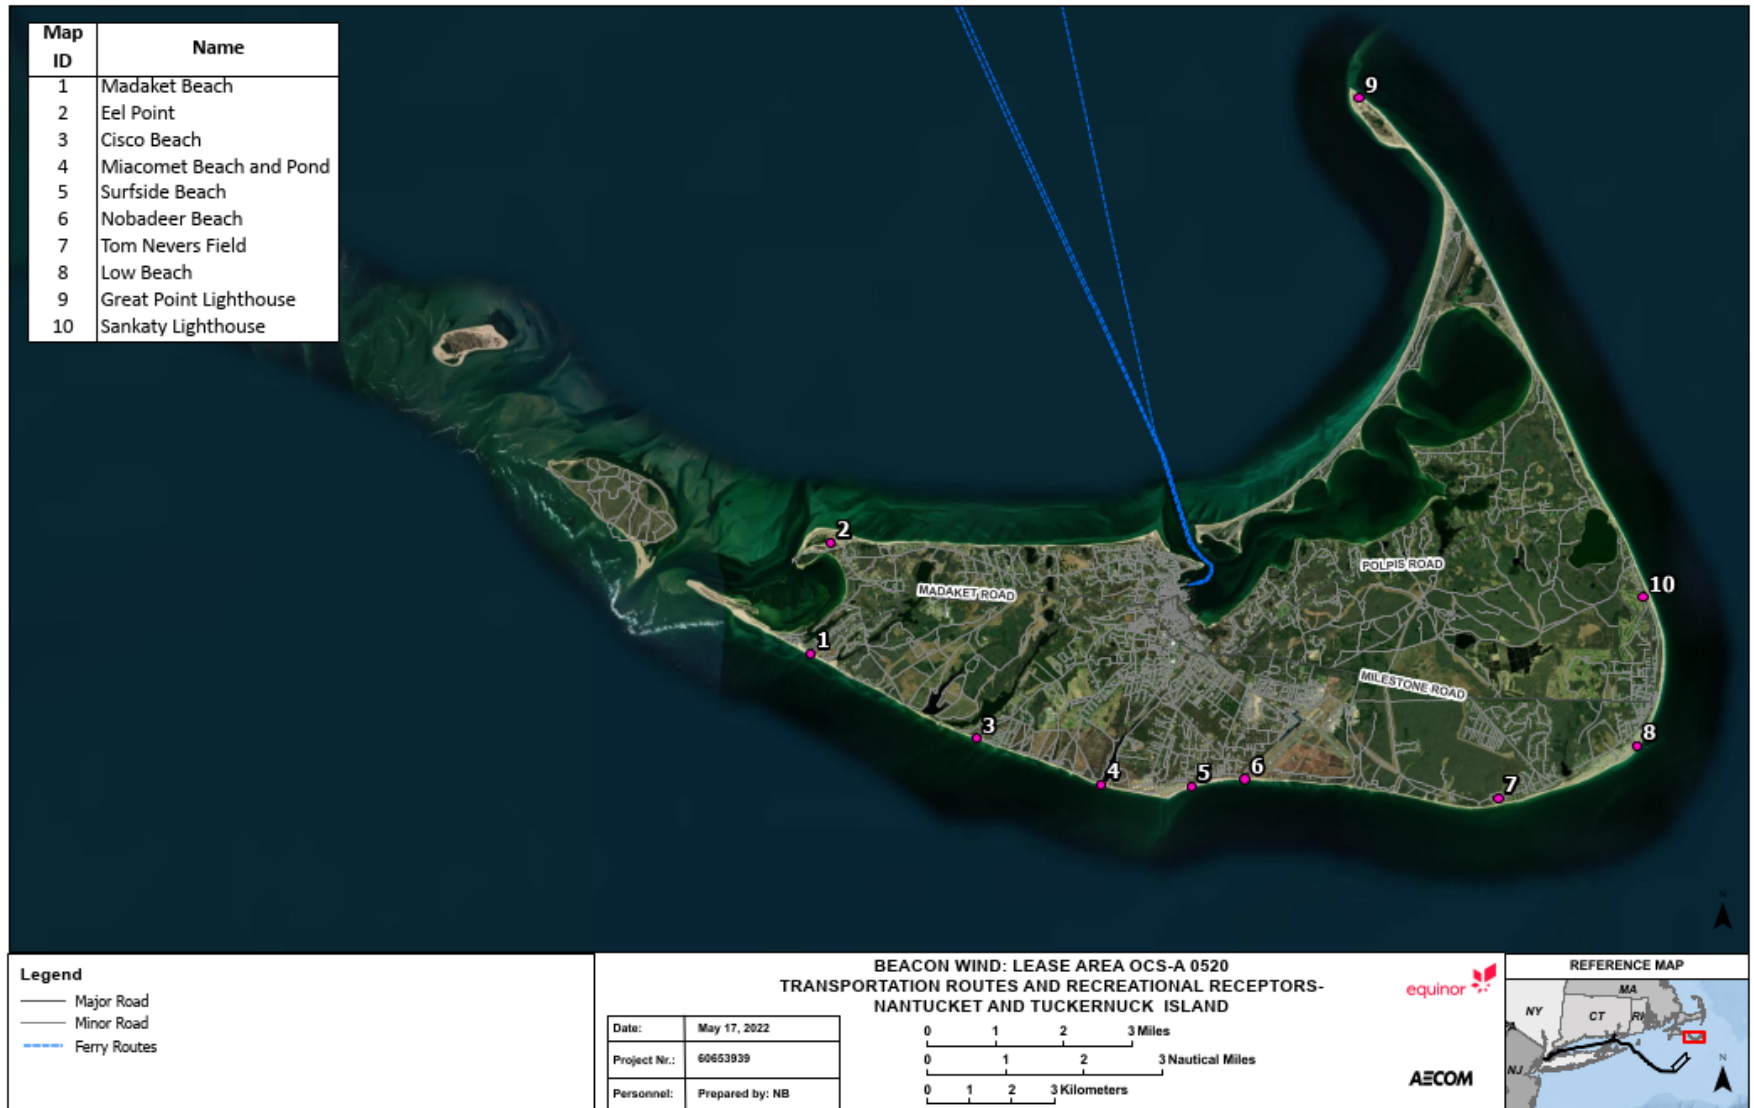 Map ID Name
1 Madaket Beach
2 Eel Point
3 Cisco Beach
4 Miacomet Beach and Pond
5 Surfside Beach
6 Nobadeer Beach
7 Tom Nevers Field
8 Low Beach
9 Great Point Lighthouse
10 Sankaty Lighthouse
9
2
MADAKET ROAD
POLPIS ROAD
10
1
MILESTONE ROAD
3
8
4
5
6
7
N
Legend
Major Road
Minor Road
Ferry Routes
BEACON WIND: LEASE AREA OCS-A 0520
TRANSPORTATION ROUTES AND RECREATIONAL RECEPTORS-
NANTUCKET AND TUCKERNUCK ISLAND
Date: May 17, 2022
Project Nr.: 60653939
Personnel: Prepared by: NB
0 1 2 3 Miles
0 1 2 3 Nautical Miles
0 1 2 3 Kilometers
equinor
AECOM
REFERENCE MAP
MA
NY
CT
RI
PA
NJ
N